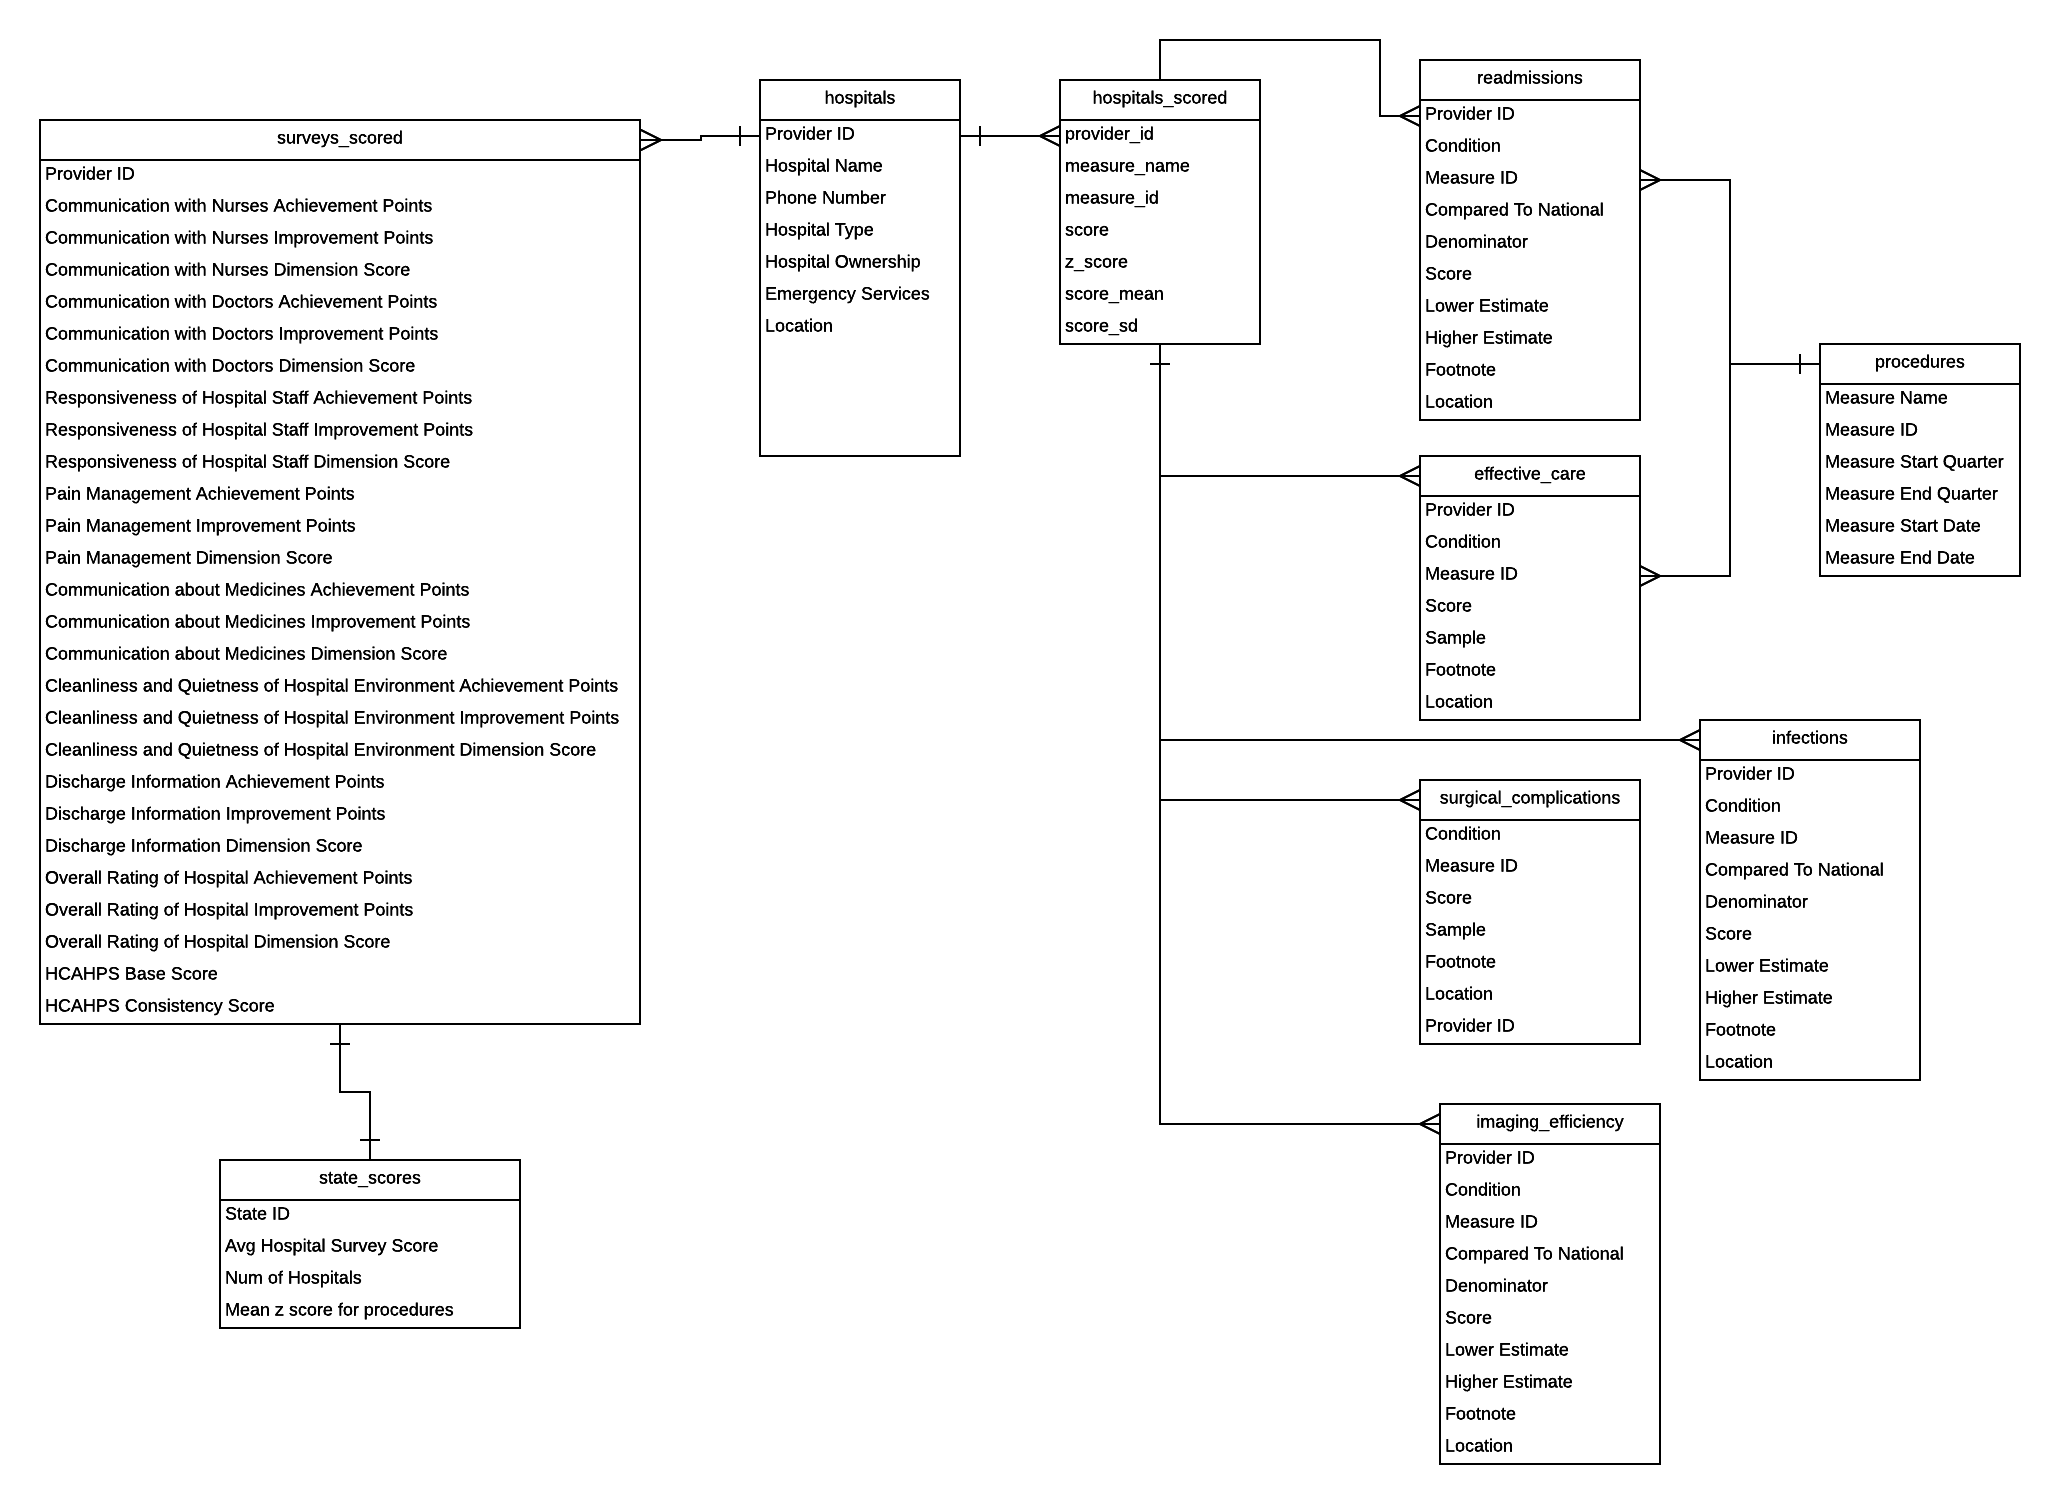 surveys_scored
Provider ID
Communication with Nurses Achievement Points
Communication with Nurses Improvement Points
Communication with Nurses Dimension Score
Communication with Doctors Achievement Points
Communication with Doctors Improvement Points
Communication with Doctors Dimension Score
Responsiveness of Hospital Staff Achievement Points
Responsiveness of Hospital Staff Improvement Points
Responsiveness of Hospital Staff Dimension Score
Pain Management Achievement Points
Pain Management Improvement Points
Pain Management Dimension Score
Communication about Medicines Achievement Points
Communication about Medicines Improvement Points
Communication about Medicines Dimension Score
Cleanliness and Quietness of Hospital Environment Achievement Points
Cleanliness and Quietness of Hospital Environment Improvement Points
Cleanliness and Quietness of Hospital Environment Dimension Score
Discharge Information Achievement Points
Discharge Information Improvement Points
Discharge Information Dimension Score
Overall Rating of Hospital Achievement Points
Overall Rating of Hospital Improvement Points
Overall Rating of Hospital Dimension Score
HCAHPS Base Score
HCAHPS Consistency Score
state_scores
State ID
Avg Hospital Survey Score
Num of Hospitals
Mean z score for procedures
hospitals
Provider ID
Hospital Name
Phone Number
Hospital Type
Hospital Ownership
Emergency Services
Location
hospitals_scored
provider_id
measure_name
measure_id
score
z_score
score_mean
score_sd
readmissions
Provider ID
Condition
Measure ID
Compared To National
Denominator
Score
Lower Estimate
Higher Estimate
Footnote
Location
effective_care
Provider ID
Condition
Measure ID
Score
Sample
Footnote
Location
procedures
Measure Name
Measure ID
Measure Start Quarter
Measure End Quarter
Measure Start Date
Measure End Date
surgical_complications
Condition
Measure ID
Score
Sample
Footnote
Location
Provider ID
infections
Provider ID
Condition
Measure ID
Compared To National
Denominator
Score
Lower Estimate
Higher Estimate
Footnote
Location
imaging_efficiency
Provider ID
Condition
Measure ID
Compared To National
Denominator
Score
Lower Estimate
Higher Estimate
Footnote
Location